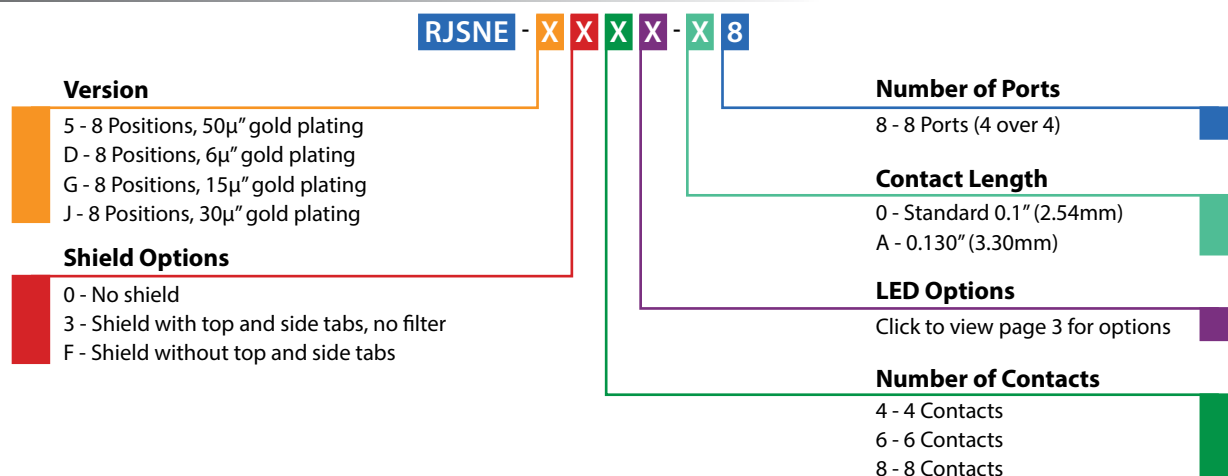 RJSNE - X X X X - X 8
Version
5 - 8 Positions, 50µ” gold plating
D - 8 Positions, 6µ” gold plating
G - 8 Positions, 15µ” gold plating
J - 8 Positions, 30µ” gold plating
Shield Options
0 - No shield
3 - Shield with top and side tabs, no filter
F - Shield without top and side tabs
Number of Ports
8 - 8 Ports (4 over 4)
Contact Length
0 - Standard 0.1” (2.54mm)
A - 0.130” (3.30mm)
LED Options
Click to view page 3 for options
Number of Contacts
4 - 4 Contacts
6 - 6 Contacts
8 - 8 Contacts